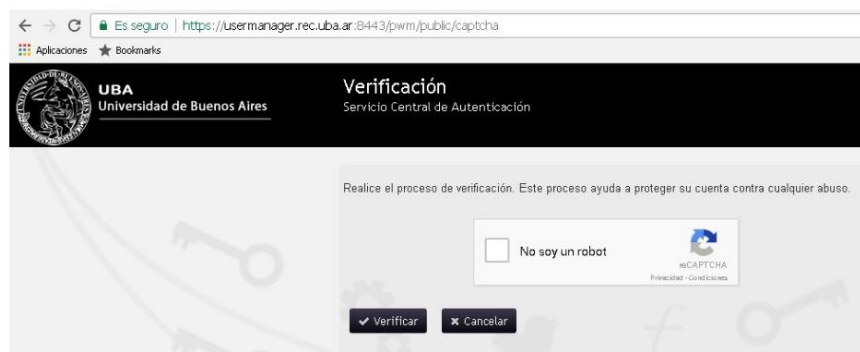 Es seguro | https://usermanager.rec.uba.ar:8443/pwm/public/captcha
Aplicaciones Bookmarks
UBA
Universidad de Buenos Aires
Verificación
Servicio Central de Autenticación
Realice el proceso de verificación. Este proceso ayuda a proteger su cuenta contra cualquier abuso.
No soy un robot
reCAPTCHA
Privacidad - Condiciones
Verificar
Cancelar